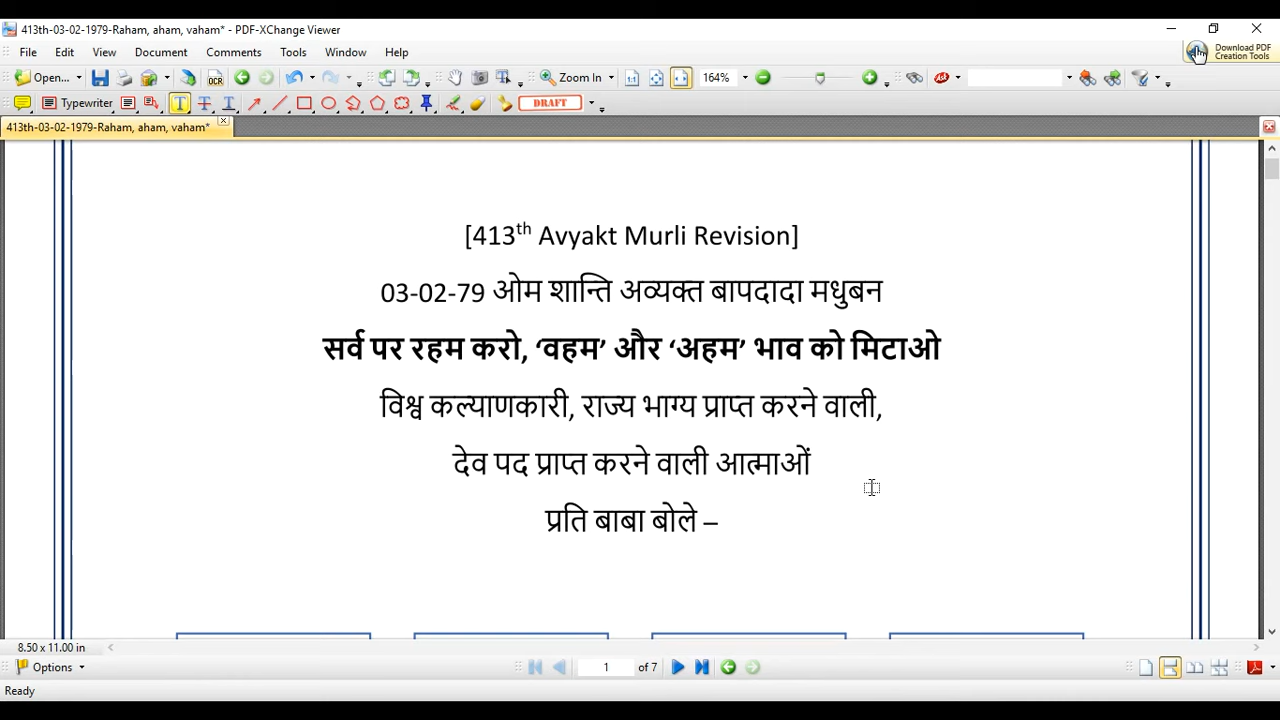 413th-03-02-1979-Raham, aham, vaham* - PDF-XChange Viewer
File Edit View Document Comments Tools Window Help
Download PDF
Creation Tools
Open... OCR Zoom In 164%
Typewriter DRAFT
413th-03-02-1979-Raham, aham, vaham*
[413th Avyakt Murli Revision]
03-02-79 ओम शान्ति अव्यक्त बापदादा मधुबन
सर्व पर रहम करो, ‘वहम’ और ‘अहम’ भाव को मिटाओ
विश्व कल्याणकारी, राज्य भाग्य प्राप्त करने वाली,
देव पद प्राप्त करने वाली आत्माओं
प्रति बाबा बोले –
8.50 x 11.00 in
Options 1 of 7
Ready